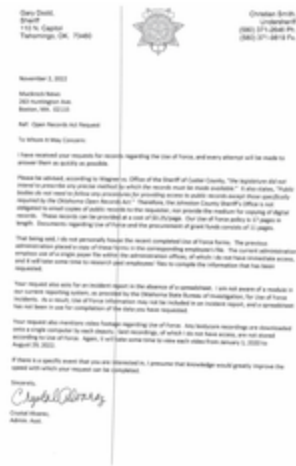 Gary Dodd,
Sheriff
110 N. Capitol
Tishomingo, OK. 73460
Christian Smith,
Undersheriff
(580) 371-2646 Ph.
(580) 371-9819 Fx.
November 2, 2022
MuckRock News
263 Huntington Ave
Boston, MA. 02115
Ref: Open Records Act Request
To Whom It May Concern:
I have received your requests for records regarding the Use of Force, and every attempt will be made to
answer them as quickly as possible.
Please be advised, according to Wagner vs. Office of the Sheriff of Custer County, "the legislature did not
intend to prescribe any precise method by which the records must be made available." It also states, "Public
bodies do not need to follow any procedures for providing access to public records except those specifically
required by the Oklahoma Open Records Act." Therefore, the Johnston County Sheriff's Office is not
obligated to email copies of public records to the requestor, nor provide the medium for copying of digital
records. These records can be provided at a cost of $0.25/page. Our Use of Force policy is 17 pages in
length. Documents regarding Use of Force and the procurement of grant funds consists of 11 pages.
That being said, I do not personally house the recent completed Use of Force forms. The previous
administration placed a copy of these forms in the corresponding employee's file. The current administration
employs use of a single paper file within the administration offices, of which I do not have immediate access,
and it will take some time to research past employees' files to compile the information that has been
requested.
Your request also asks for an incident report in the absence of a spreadsheet. I am not aware of a module in
our current reporting system, as provided by the Oklahoma State Bureau of Investigation, for Use of Force
incidents. As a result, Use of Force information may not be included in an incident report, and a spreadsheet
has not been in use for completion of the data you have requested.
Your request also mentions video footage regarding Use of Force. Any bodycam recordings are downloaded
onto a single computer by each deputy. Said recordings, of which I do not have access, are not stored
according to Use of Force. Again, it will take some time to view each video from January 1, 2020 to
August 29, 2022.
If there is a specific event that you are interested in, I presume that knowledge would greatly improve the
speed with which your request can be completed.
Sincerely,
Crystal Alvarez
Crystal Alvarez,
Admin. Asst.